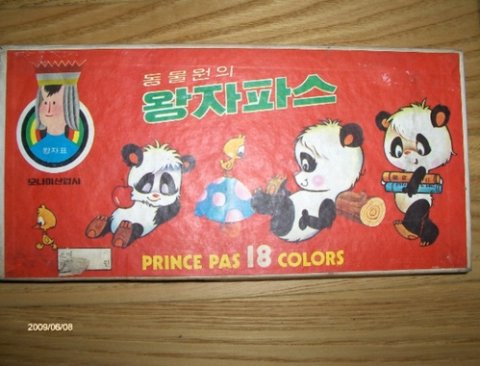 동물원의
왕자파스
왕자표
모나미산업사
PRINCE PAS 18 COLORS
2009/06/08